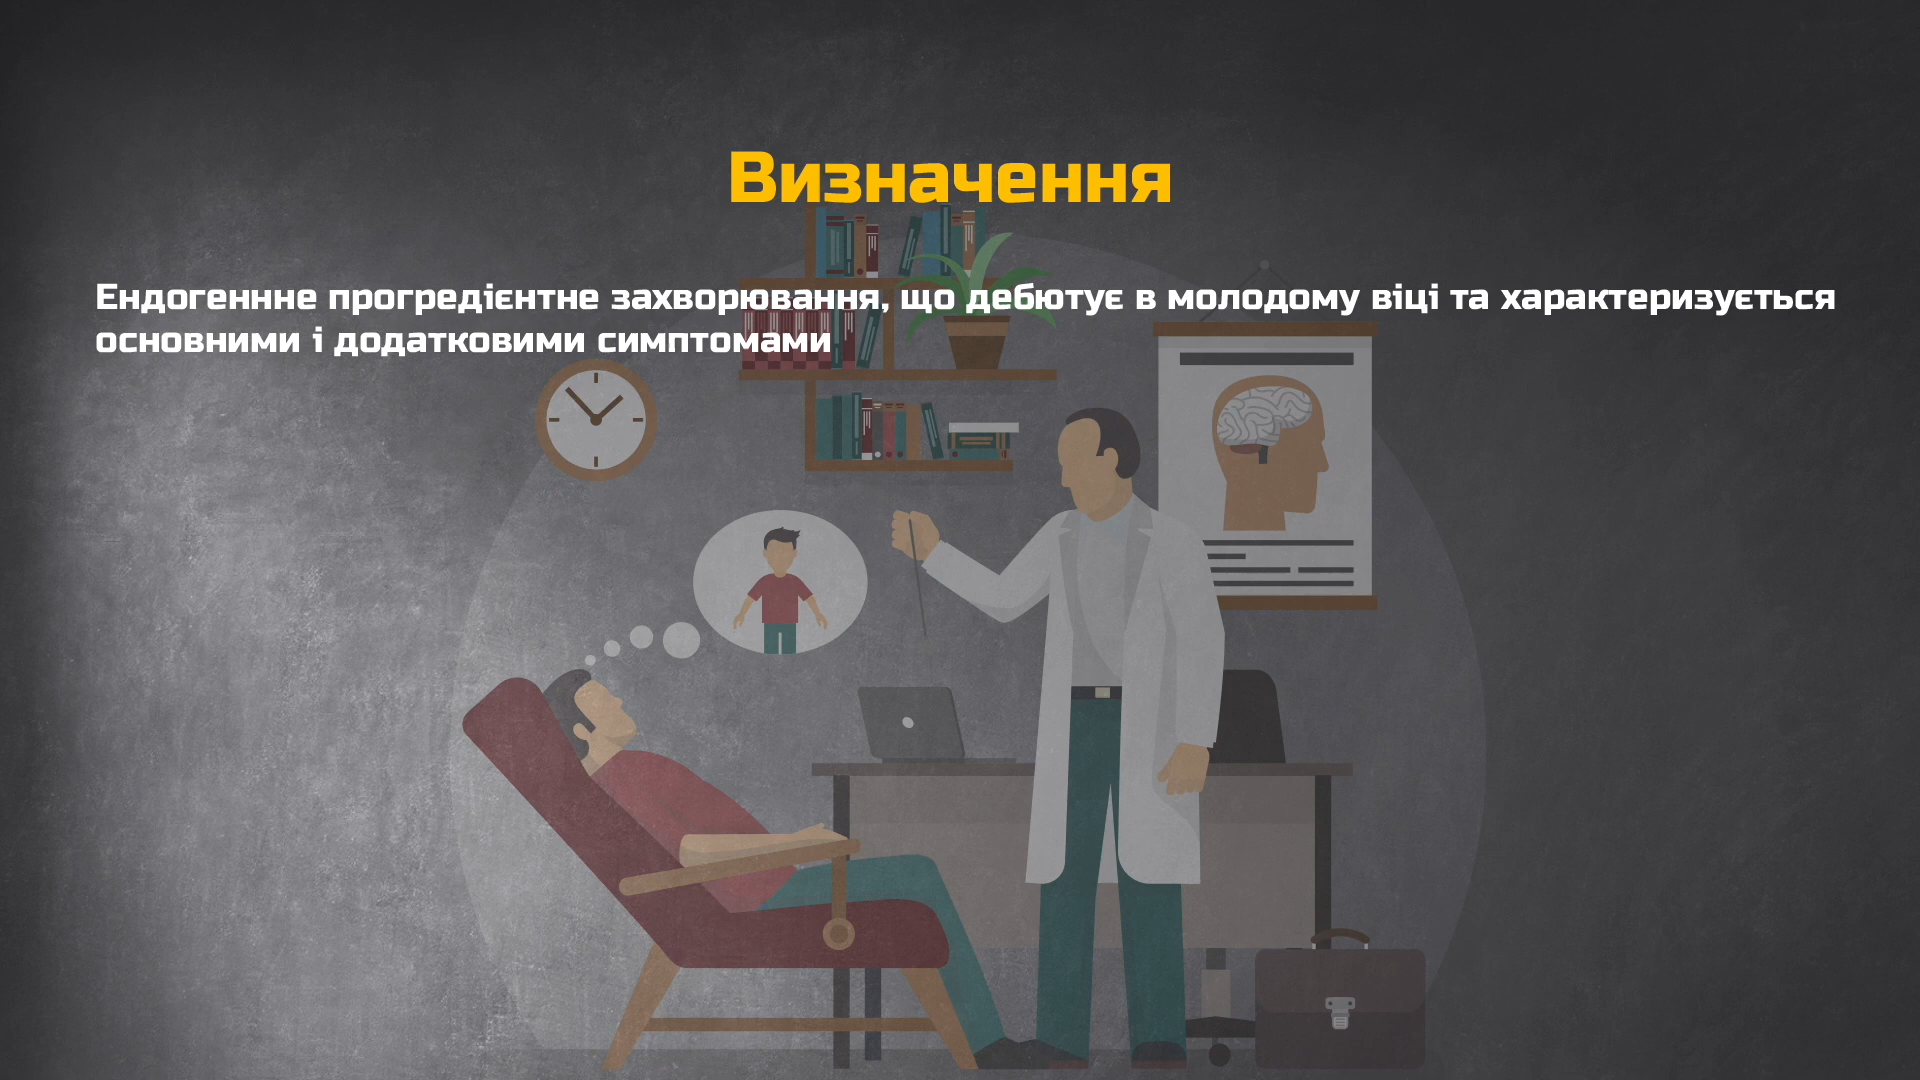 Визначення
Ендогеннне прогредієнтне захворювання, що дебютує в молодому віці та характеризується
основними і додатковими симптомами